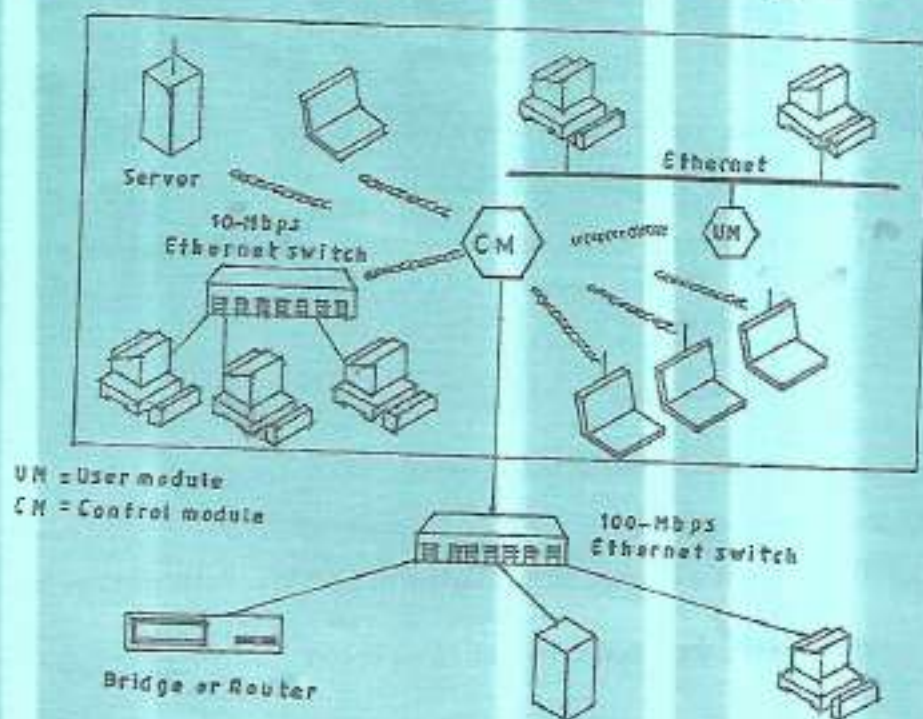 Server
Ethernet
10-Mbps
Ethernet switch
CM
UM
UM = User module
CM = Control module
100-Mbps
Ethernet switch
Bridge or Router